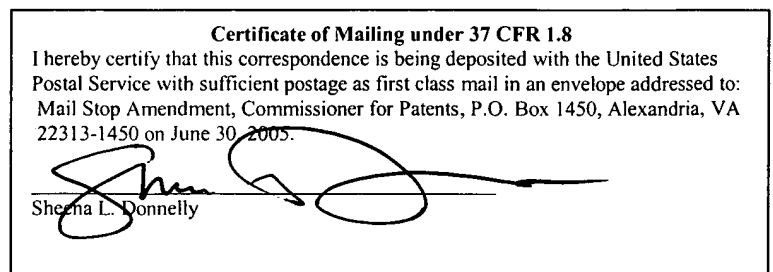 Certificate of Mailing under 37 CFR 1.8
I hereby certify that this correspondence is being deposited with the United States
Postal Service with sufficient postage as first class mail in an envelope addressed to:
Mail Stop Amendment, Commissioner for Patents, P.O. Box 1450, Alexandria, VA
22313-1450 on June 30, 2005.
Sheena L. Donnelly